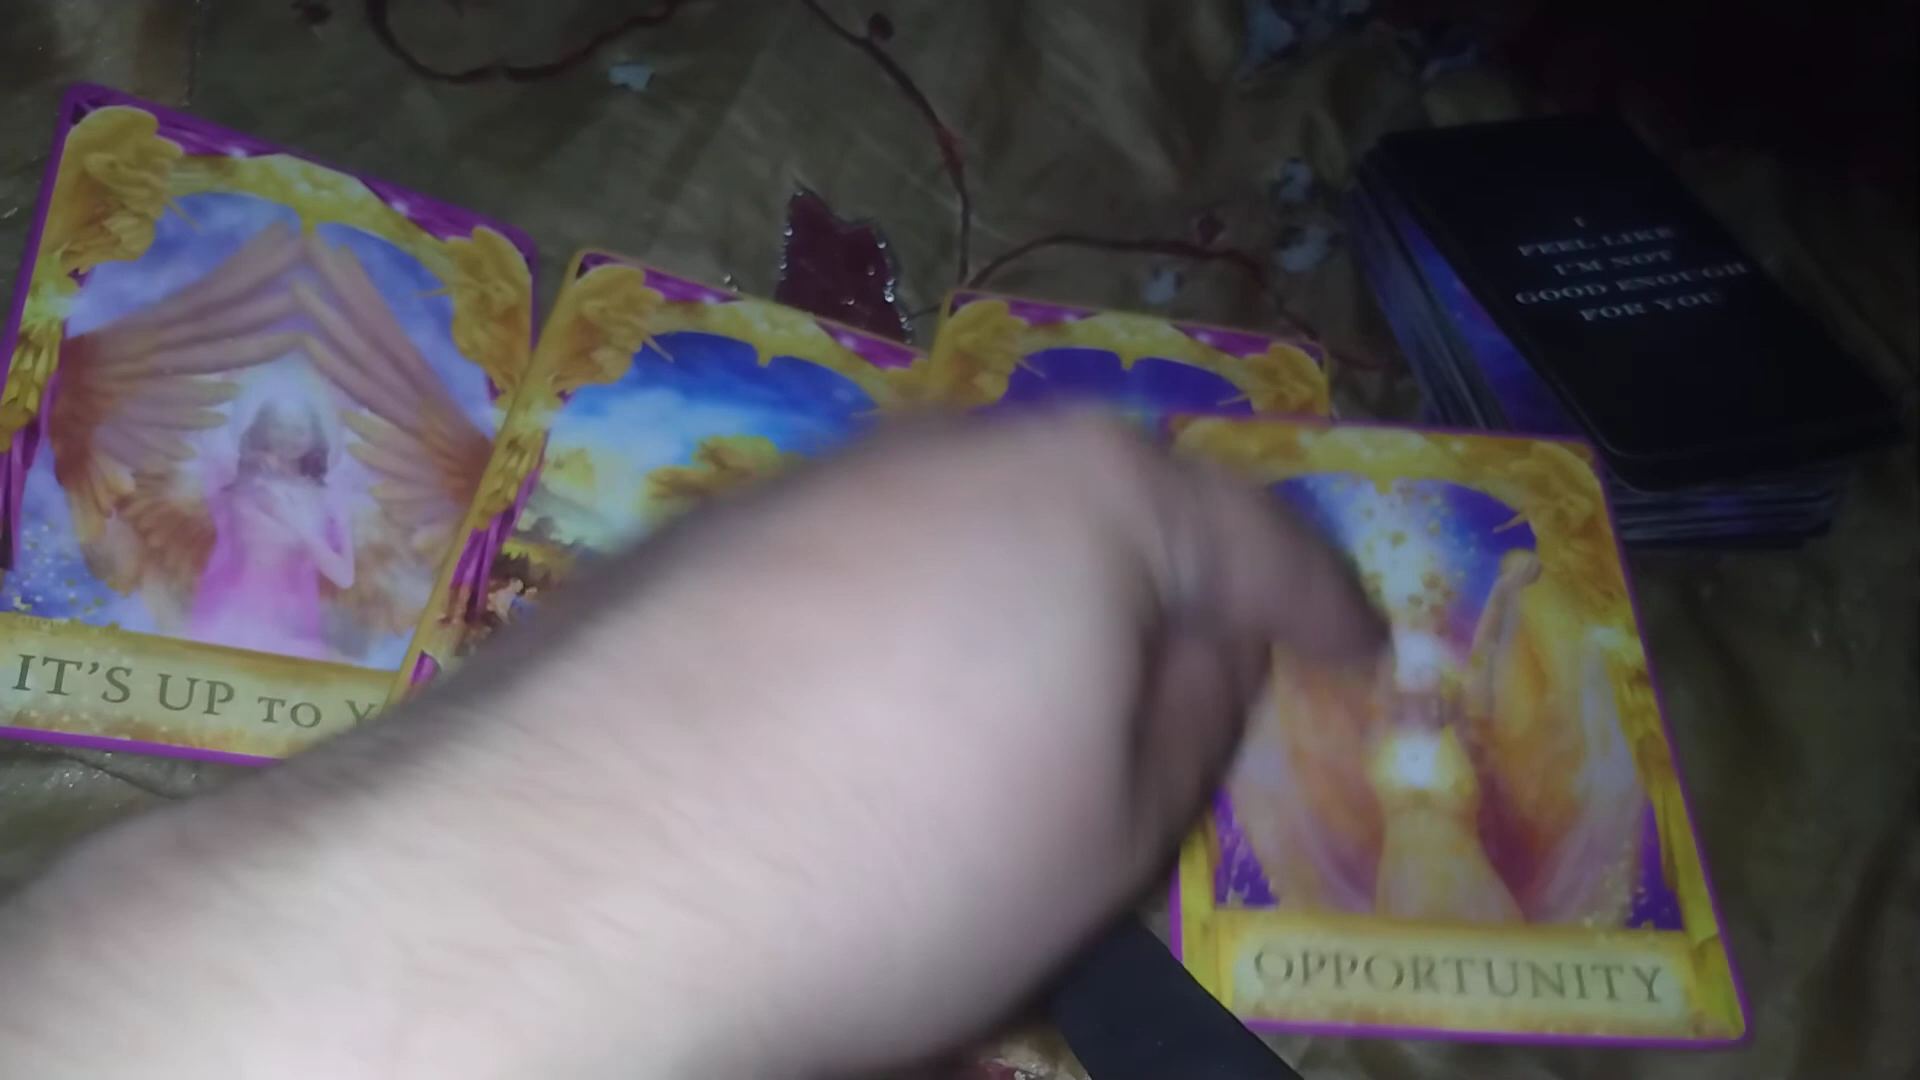 I
FEEL LIKE
I'M NOT
GOOD ENOUGH
FOR YOU
IT'S UP TO
OPPORTUNITY